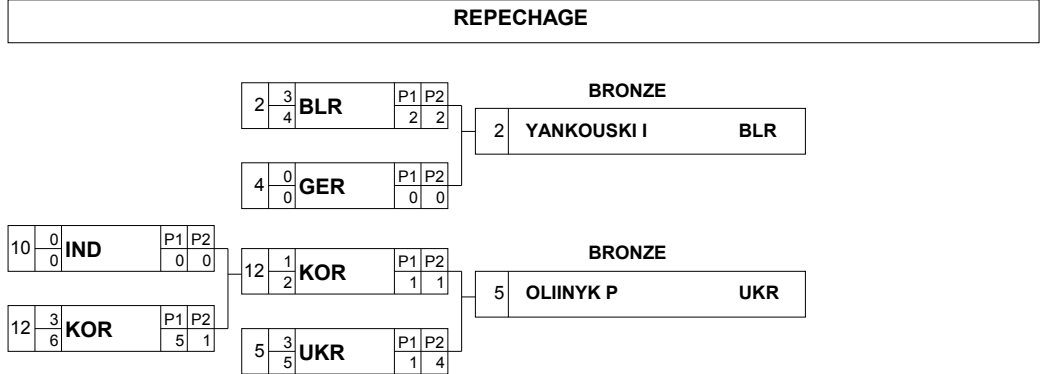 REPECHAGE
BRONZE
2 3 BLR P1 P2
4 2 2
2 YANKOUSKI I BLR
4 0 GER P1 P2
0 0 0
10 0 IND P1 P2
0 0 0
BRONZE
12 1 KOR P1 P2
2 1 1
5 OLIINYK P UKR
12 3 KOR P1 P2
6 5 1
5 3 UKR P1 P2
5 1 4